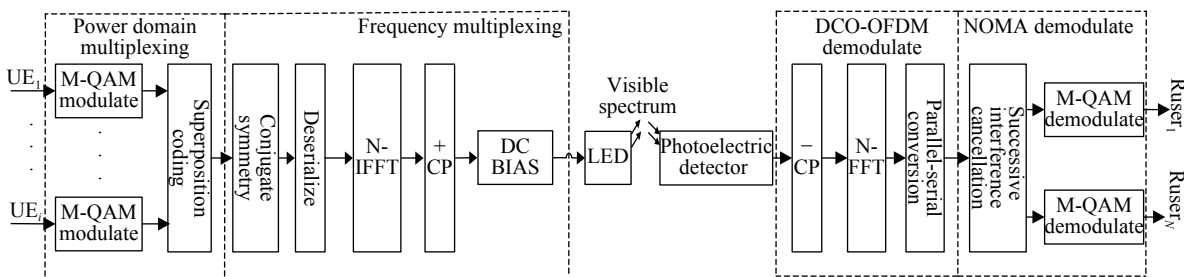 Power domain
multiplexing
Frequency multiplexing
DCO-OFDM
demodulate
NOMA demodulate
UE1
M-QAM
modulate
UEi
M-QAM
modulate
Superposition
coding
Conjugate
symmetry
Deserialize
N-
IFFT
+
CP
DC
BIAS
LED
Visible
spectrum
Photoelectric
detector
−
CP
N-
FFT
Parallel-serial
conversion
Successive
interference
cancellation
M-QAM
demodulate
Ruser1
M-QAM
demodulate
RuserN